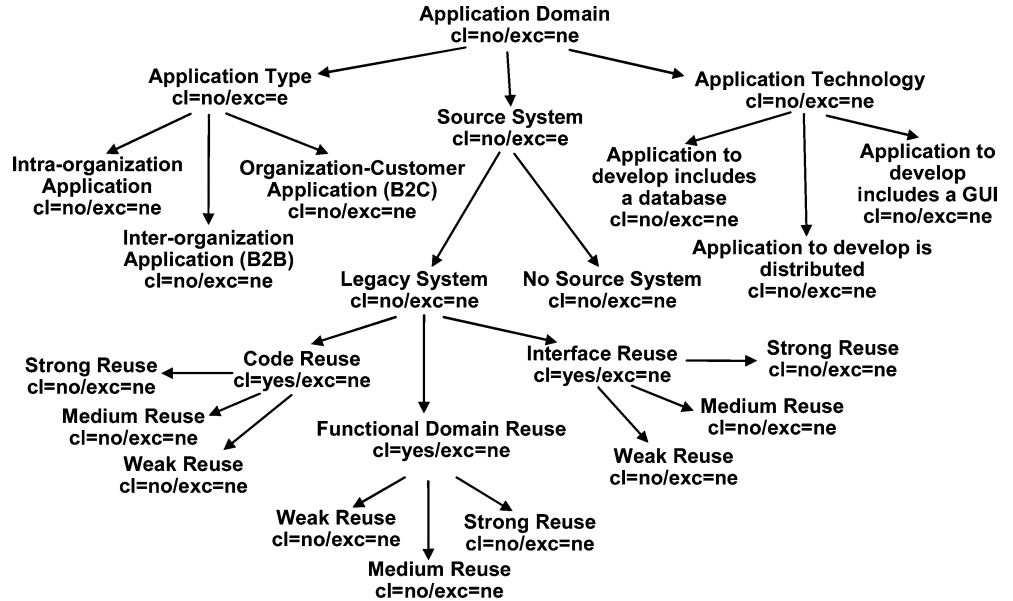 Application Domain
cl=no/exc=ne
Application Type
cl=no/exc=e
Source System
cl=no/exc=e
Application Technology
cl=no/exc=ne
Intra-organization
Application
cl=no/exc=ne
Inter-organization
Application (B2B)
cl=no/exc=ne
Organization-Customer
Application (B2C)
cl=no/exc=ne
Application to
develop includes
a database
cl=no/exc=ne
Application to develop is
distributed
cl=no/exc=ne
Application to
develop
includes a GUI
cl=no/exc=ne
Legacy System
cl=no/exc=ne
No Source System
cl=no/exc=ne
Code Reuse
cl=yes/exc=ne
Strong Reuse
cl=no/exc=ne
Medium Reuse
cl=no/exc=ne
Weak Reuse
cl=no/exc=ne
Functional Domain Reuse
cl=yes/exc=ne
Weak Reuse
cl=no/exc=ne
Medium Reuse
cl=no/exc=ne
Strong Reuse
cl=no/exc=ne
Interface Reuse
cl=yes/exc=ne
Strong Reuse
cl=no/exc=ne
Medium Reuse
cl=no/exc=ne
Weak Reuse
cl=no/exc=ne